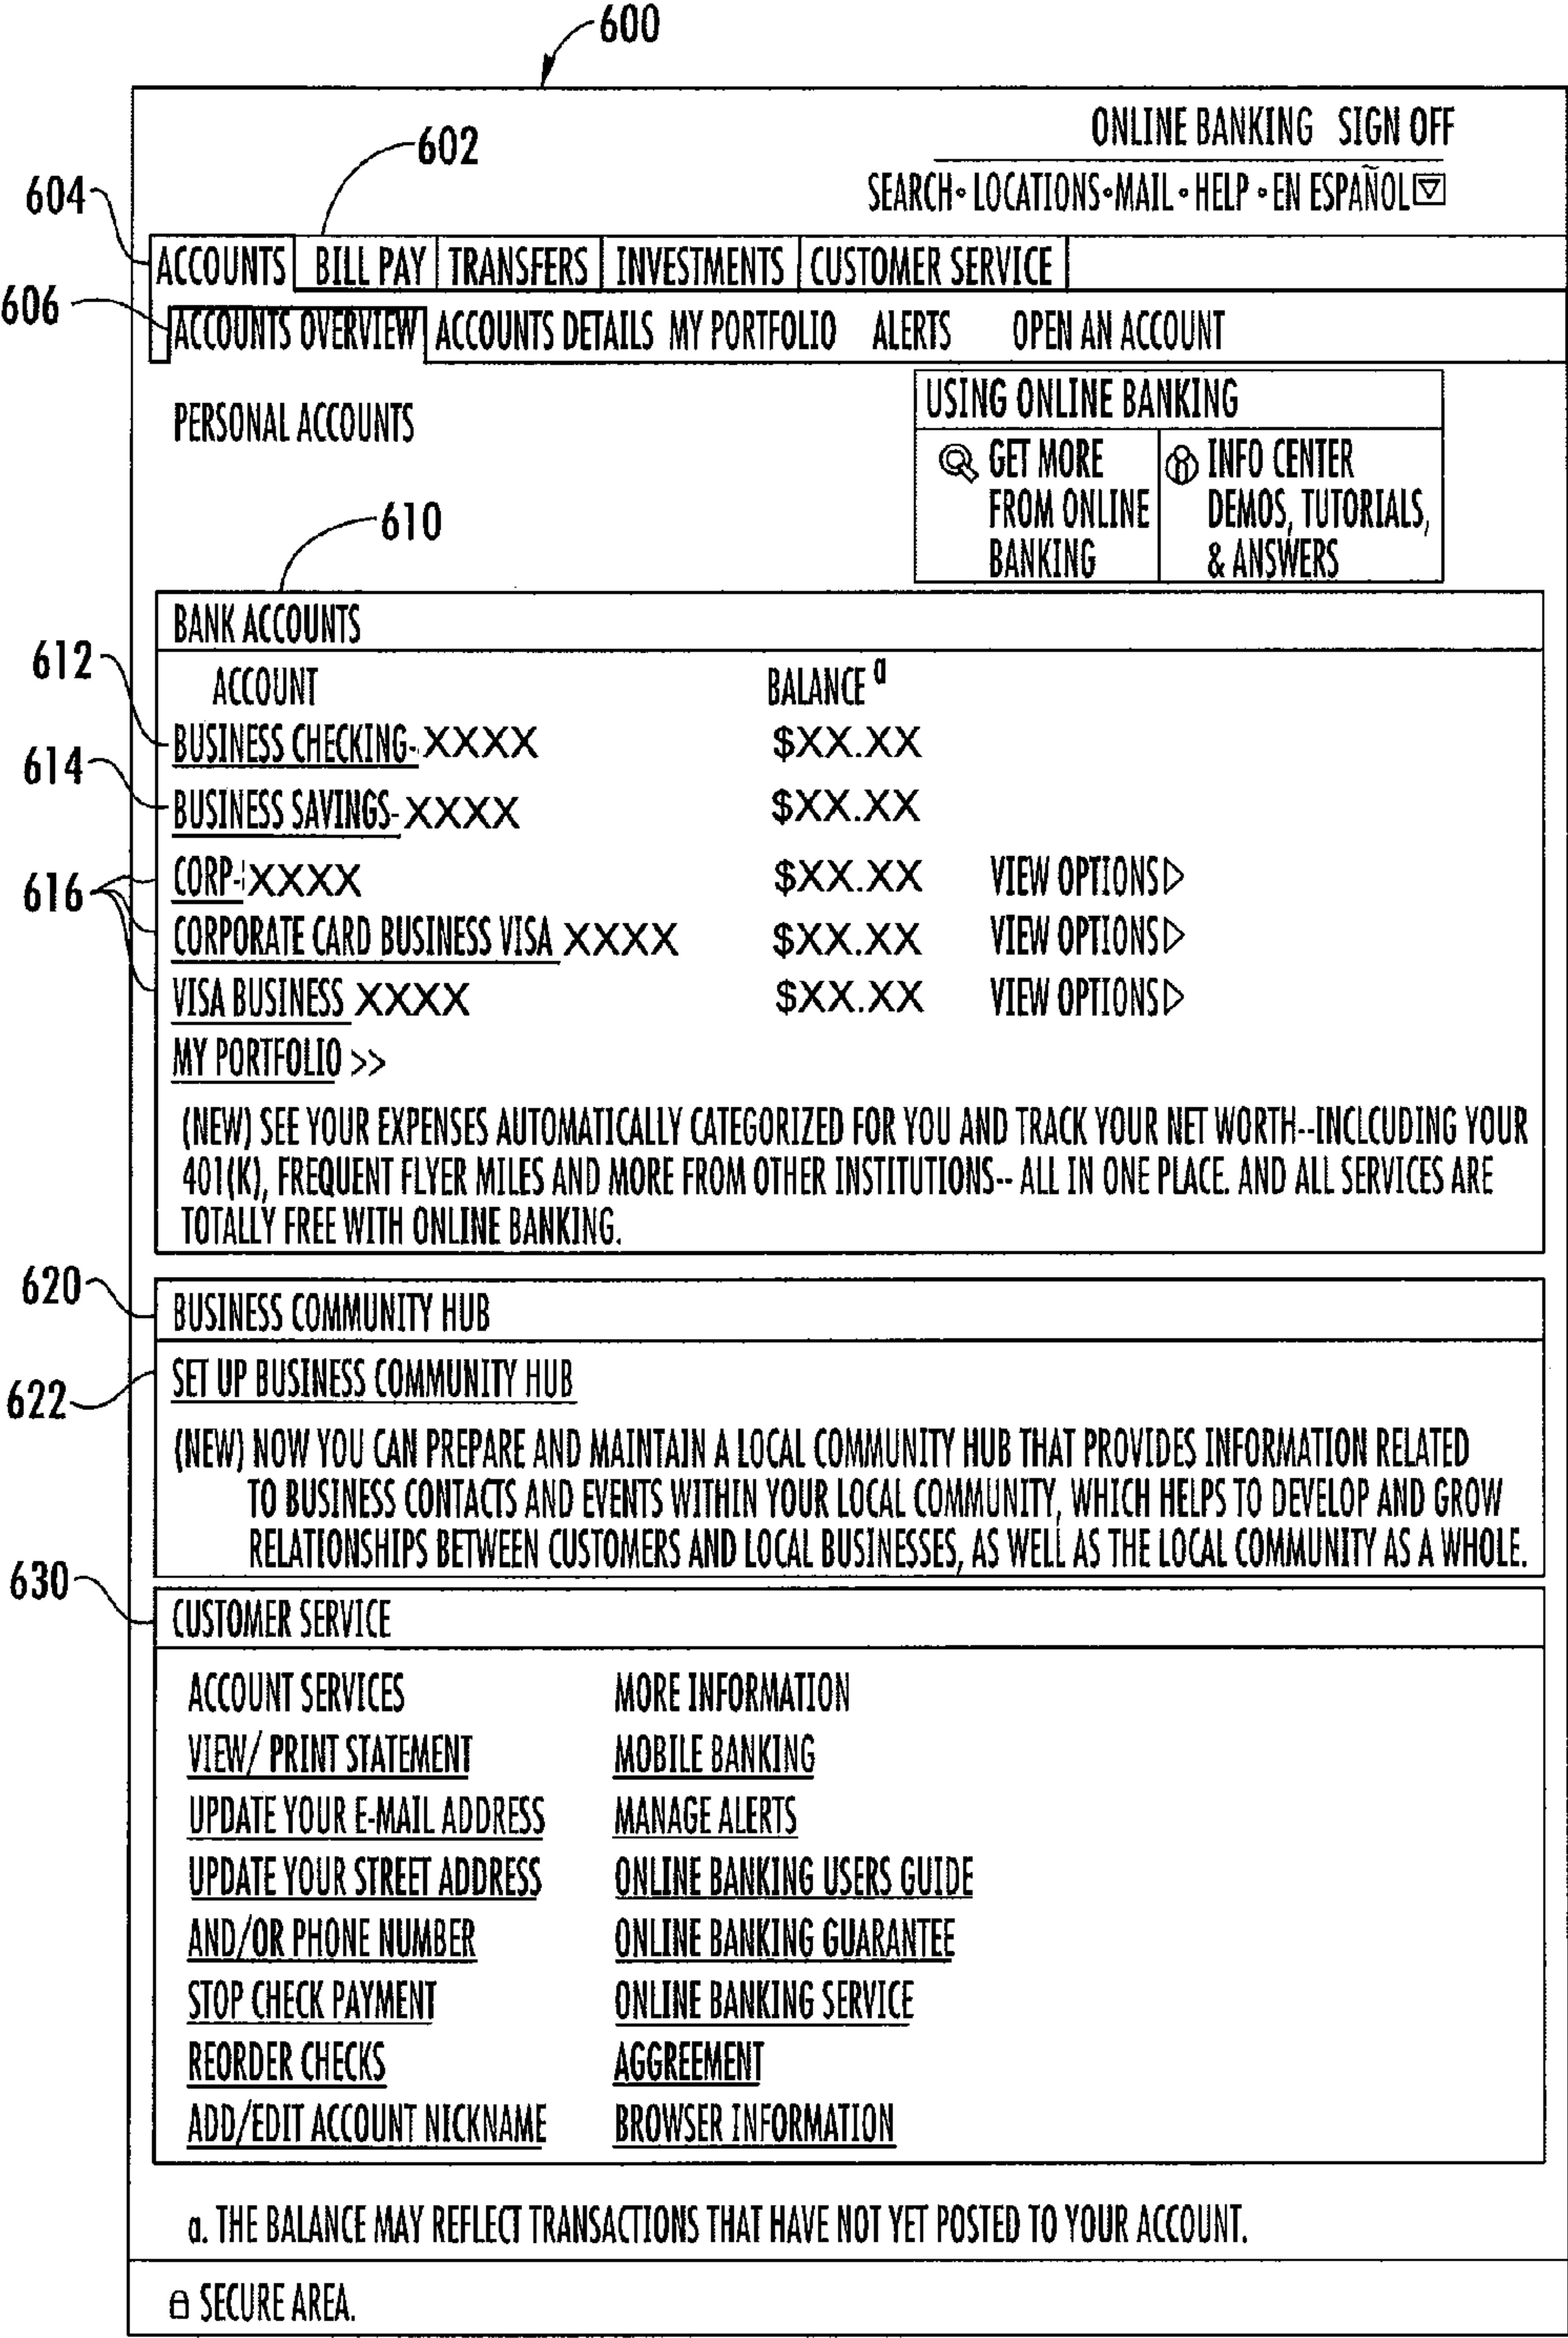 600
ONLINE BANKING SIGN OFF
602
604
SEARCH • LOCATIONS • MAIL • HELP • EN ESPAÑOL
ACCOUNTS BILL PAY TRANSFERS INVESTMENTS CUSTOMER SERVICE
606
ACCOUNTS OVERVIEW ACCOUNTS DETAILS MY PORTFOLIO ALERTS OPEN AN ACCOUNT
PERSONAL ACCOUNTS
USING ONLINE BANKING
GET MORE
FROM ONLINE
BANKING
INFO CENTER
DEMOS, TUTORIALS,
& ANSWERS
610
BANK ACCOUNTS
612
ACCOUNT BALANCE a
BUSINESS CHECKING-XXXX $XX.XX
614
BUSINESS SAVINGS-XXXX $XX.XX
616
CORP-XXXX $XX.XX VIEW OPTIONS
CORPORATE CARD BUSINESS VISA XXXX $XX.XX VIEW OPTIONS
VISA BUSINESS XXXX $XX.XX VIEW OPTIONS
MY PORTFOLIO >>
(NEW) SEE YOUR EXPENSES AUTOMATICALLY CATEGORIZED FOR YOU AND TRACK YOUR NET WORTH--INCLCUDING YOUR
401(K), FREQUENT FLYER MILES AND MORE FROM OTHER INSTITUTIONS-- ALL IN ONE PLACE. AND ALL SERVICES ARE
TOTALLY FREE WITH ONLINE BANKING.
620
BUSINESS COMMUNITY HUB
622
SET UP BUSINESS COMMUNITY HUB
(NEW) NOW YOU CAN PREPARE AND MAINTAIN A LOCAL COMMUNITY HUB THAT PROVIDES INFORMATION RELATED
TO BUSINESS CONTACTS AND EVENTS WITHIN YOUR LOCAL COMMUNITY, WHICH HELPS TO DEVELOP AND GROW
RELATIONSHIPS BETWEEN CUSTOMERS AND LOCAL BUSINESSES, AS WELL AS THE LOCAL COMMUNITY AS A WHOLE.
630
CUSTOMER SERVICE
ACCOUNT SERVICES MORE INFORMATION
VIEW/ PRINT STATEMENT MOBILE BANKING
UPDATE YOUR E-MAIL ADDRESS MANAGE ALERTS
UPDATE YOUR STREET ADDRESS ONLINE BANKING USERS GUIDE
AND/OR PHONE NUMBER ONLINE BANKING GUARANTEE
STOP CHECK PAYMENT ONLINE BANKING SERVICE
REORDER CHECKS AGGREEMENT
ADD/EDIT ACCOUNT NICKNAME BROWSER INFORMATION
a. THE BALANCE MAY REFLECT TRANSACTIONS THAT HAVE NOT YET POSTED TO YOUR ACCOUNT.
SECURE AREA.